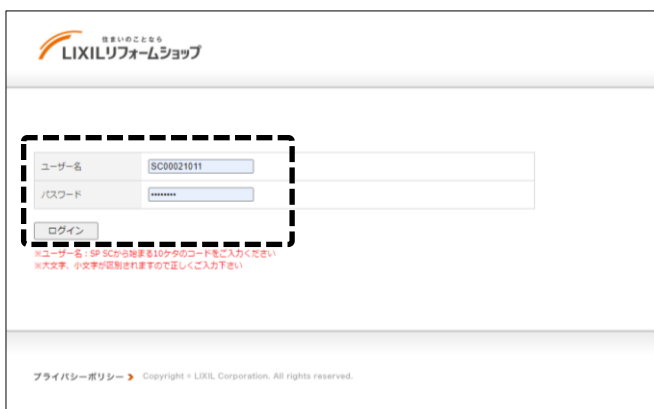 住まいのことなら
LIXILリフォームショップ
ユーザー名 SC00021011
パスワード ••••••••
ログイン
※ユーザー名：SP SCから始まる10ケタのコードをご入力ください
※大文字、小文字が区別されますので正しくご入力下さい
プライバシーポリシー Copyright © LIXIL Corporation. All rights reserved.